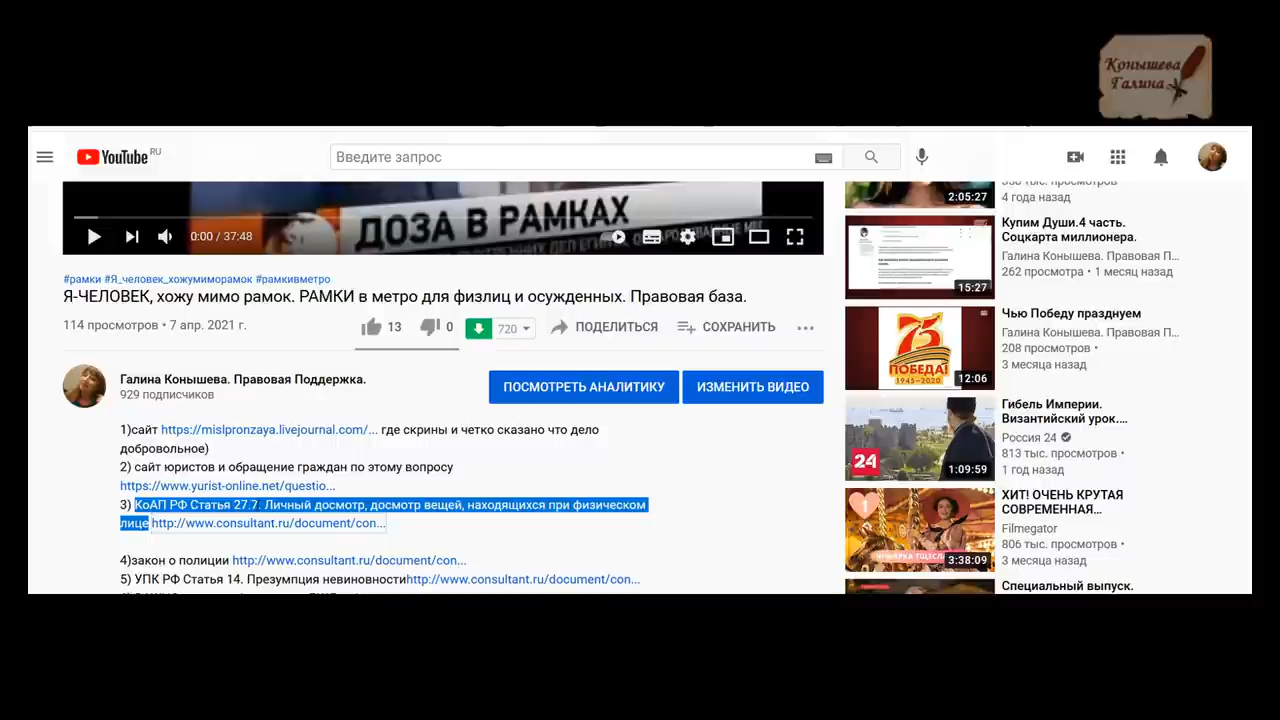 Конышева
Галина
YouTube RU
Введите запрос
ДОЗА В РАМКАХ
0:00 / 37:48
#рамки #Я_человек_хожумиморамок #рамкивметро
Я-ЧЕЛОВЕК, хожу мимо рамок. РАМКИ в метро для физлиц и осужденных. Правовая база.
114 просмотров • 7 апр. 2021 г.
13
0
720
ПОДЕЛИТЬСЯ
СОХРАНИТЬ
Галина Конышева. Правовая Поддержка.
929 подписчиков
ПОСМОТРЕТЬ АНАЛИТИКУ
ИЗМЕНИТЬ ВИДЕО
1)сайт https://mislpronzaya.livejournal.com/... где скрины и четко сказано что дело
добровольное)
2) сайт юристов и обращение граждан по этому вопросу
https://www.yurist-online.net/questio...
3) КоАП РФ Статья 27.7. Личный досмотр, досмотр вещей, находящихся при физическом
лице http://www.consultant.ru/document/con...
4)закон о полиции http://www.consultant.ru/document/con...
5) УПК РФ Статья 14. Презумпция невиновностиhttp://www.consultant.ru/document/con...
2:05:27
просмотров
4 года назад
15:27
Купим Души.4 часть.
Соцкарта миллионера.
Галина Конышева. Правовая П...
262 просмотра • 1 месяц назад
75
ПОБЕДА!
1945-2020
12:06
Чью Победу празднуем
Галина Конышева. Правовая П...
208 просмотров •
3 месяца назад
24
1:09:59
Гибель Империи.
Византийский урок....
Россия 24
813 тыс. просмотров •
1 год назад
1
3:38:09
ХИТ! ОЧЕНЬ КРУТАЯ
СОВРЕМЕННАЯ...
Filmegator
806 тыс. просмотров •
3 месяца назад
Специальный выпуск.